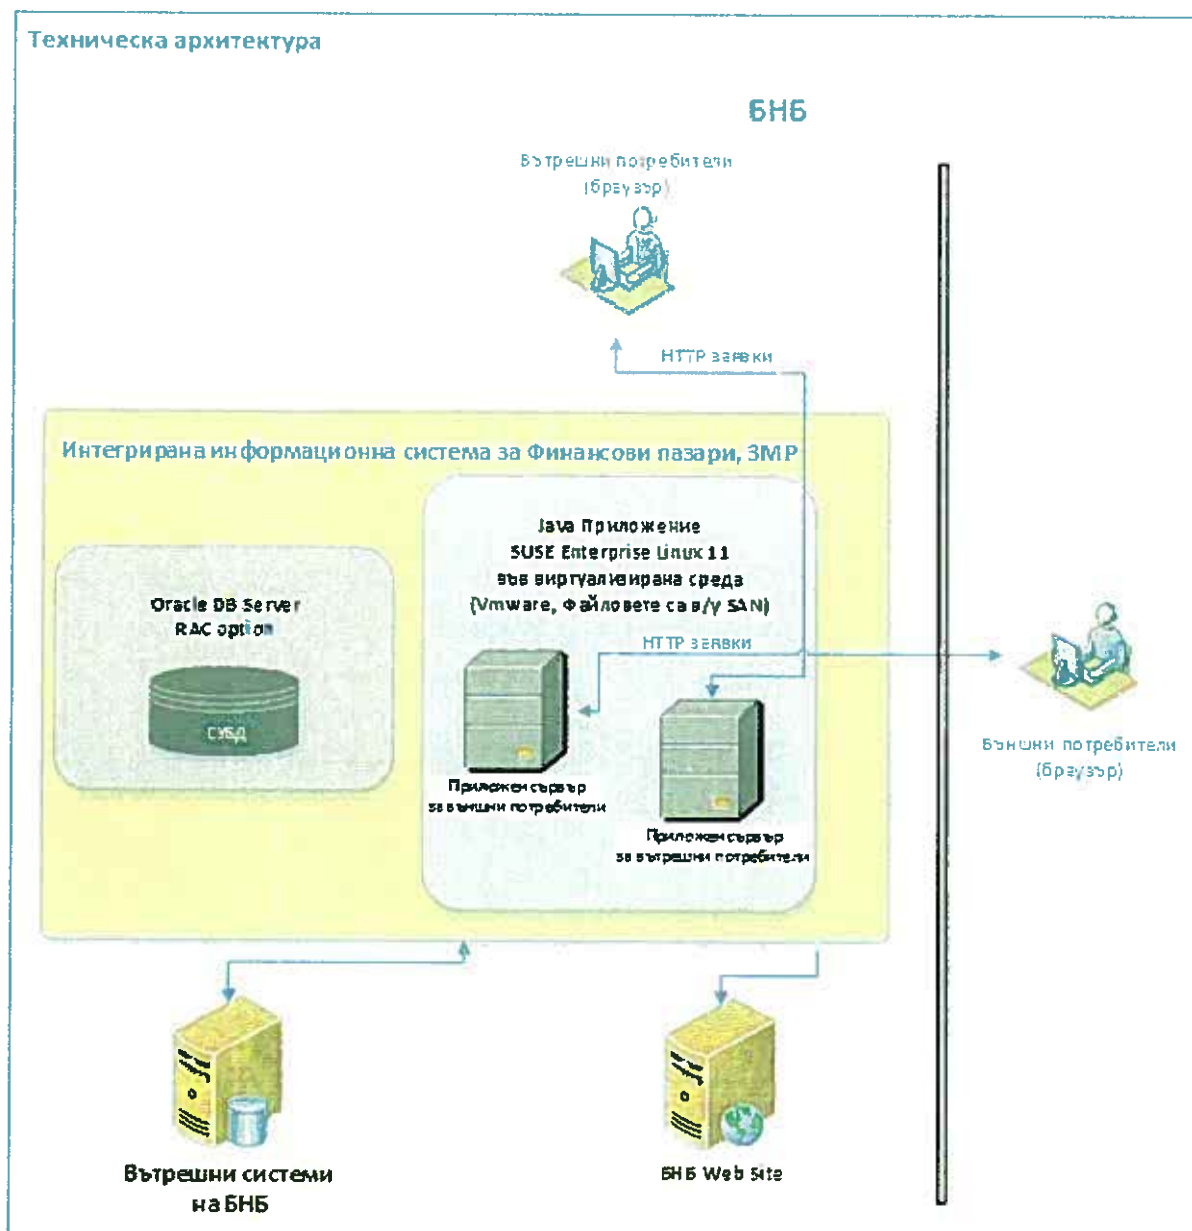 Техническа архитектура
БНБ
Вътрешни потребители
(браузър)
HTTP заявки
Интегрирана информационна система за Финансови пазари, ЗМР
Java Приложение
SUSE Enterprise Linux 11
във виртуализирана среда
(Vmware, Файловете са в/у SAN)
Oracle DB Server
RAC option
СУБД
HTTP заявки
Приложен сървър
за външни потребители
Приложен сървър
за вътрешни потребители
Външни потребители
(браузър)
Вътрешни системи
на БНБ
БНБ Web Site